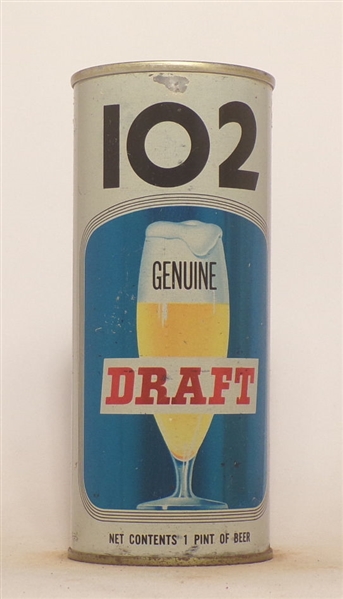 102
GENUINE
DRAFT
NET CONTENTS 1 PINT OF BEER